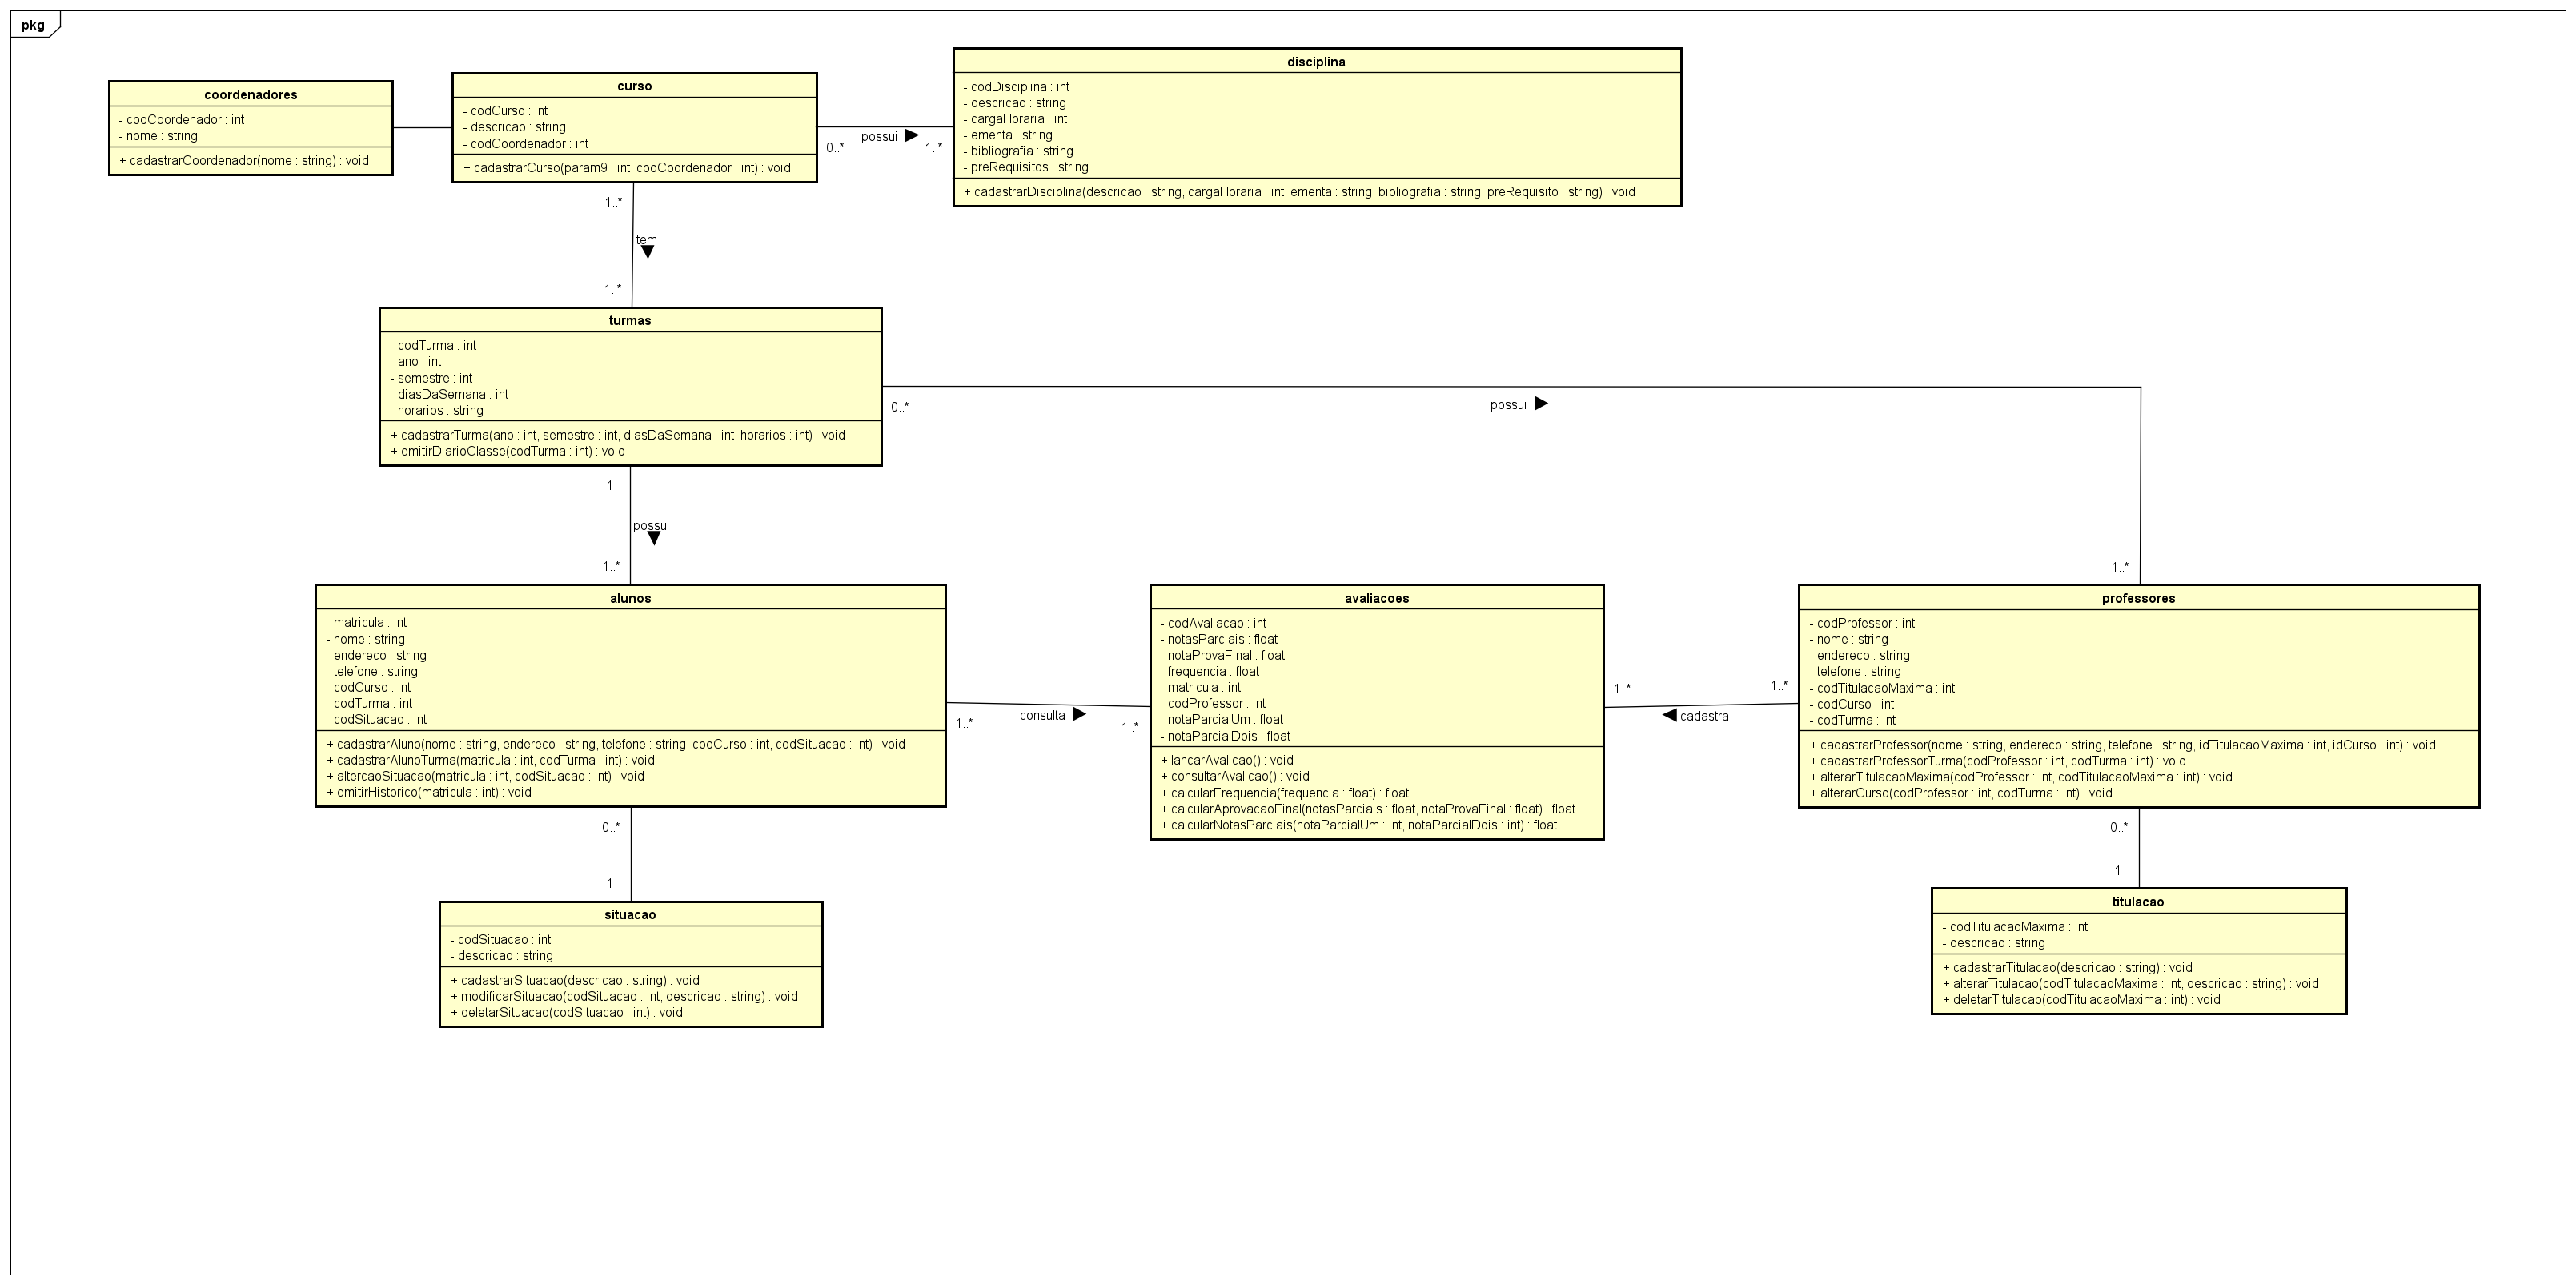 pkg
coordenadores
- codCoordenador : int
- nome : string
+ cadastrarCoordenador(nome : string) : void
curso
- codCurso : int
- descricao : string
- codCoordenador : int
+ cadastrarCurso(param9 : int, codCoordenador : int) : void
0..*
possui
1..*
disciplina
- codDisciplina : int
- descricao : string
- cargaHoraria : int
- ementa : string
- bibliografia : string
- preRequisitos : string
+ cadastrarDisciplina(descricao : string, cargaHoraria : int, ementa : string, bibliografia : string, preRequisito : string) : void
1..*
tem
1..*
turmas
- codTurma : int
- ano : int
- semestre : int
- diasDaSemana : int
- horarios : string
+ cadastrarTurma(ano : int, semestre : int, diasDaSemana : int, horarios : int) : void
+ emitirDiarioClasse(codTurma : int) : void
0..*
possui
1..*
1
possui
1..*
alunos
- matricula : int
- nome : string
- endereco : string
- telefone : string
- codCurso : int
- codTurma : int
- codSituacao : int
+ cadastrarAluno(nome : string, endereco : string, telefone : string, codCurso : int, codSituacao : int) : void
+ cadastrarAlunoTurma(matricula : int, codTurma : int) : void
+ altercaoSituacao(matricula : int, codSituacao : int) : void
+ emitirHistorico(matricula : int) : void
1..*
consulta
1..*
avaliacoes
- codAvaliacao : int
- notasParciais : float
- notaProvaFinal : float
- frequencia : float
- matricula : int
- codProfessor : int
- notaParcialUm : float
- notaParcialDois : float
+ lancarAvalicao() : void
+ consultarAvalicao() : void
+ calcularFrequencia(frequencia : float) : float
+ calcularAprovacaoFinal(notasParciais : float, notaProvaFinal : float) : float
+ calcularNotasParciais(notaParcialUm : int, notaParcialDois : int) : float
1..*
cadastra
1..*
professores
- codProfessor : int
- nome : string
- endereco : string
- telefone : string
- codTitulacaoMaxima : int
- codCurso : int
- codTurma : int
+ cadastrarProfessor(nome : string, endereco : string, telefone : string, idTitulacaoMaxima : int, idCurso : int) : void
+ cadastrarProfessorTurma(codProfessor : int, codTurma : int) : void
+ alterarTitulacaoMaxima(codProfessor : int, codTitulacaoMaxima : int) : void
+ alterarCurso(codProfessor : int, codTurma : int) : void
0..*
1
situacao
- codSituacao : int
- descricao : string
+ cadastrarSituacao(descricao : string) : void
+ modificarSituacao(codSituacao : int, descricao : string) : void
+ deletarSituacao(codSituacao : int) : void
0..*
1
titulacao
- codTitulacaoMaxima : int
- descricao : string
+ cadastrarTitulacao(descricao : string) : void
+ alterarTitulacao(codTitulacaoMaxima : int, descricao : string) : void
+ deletarTitulacao(codTitulacaoMaxima : int) : void